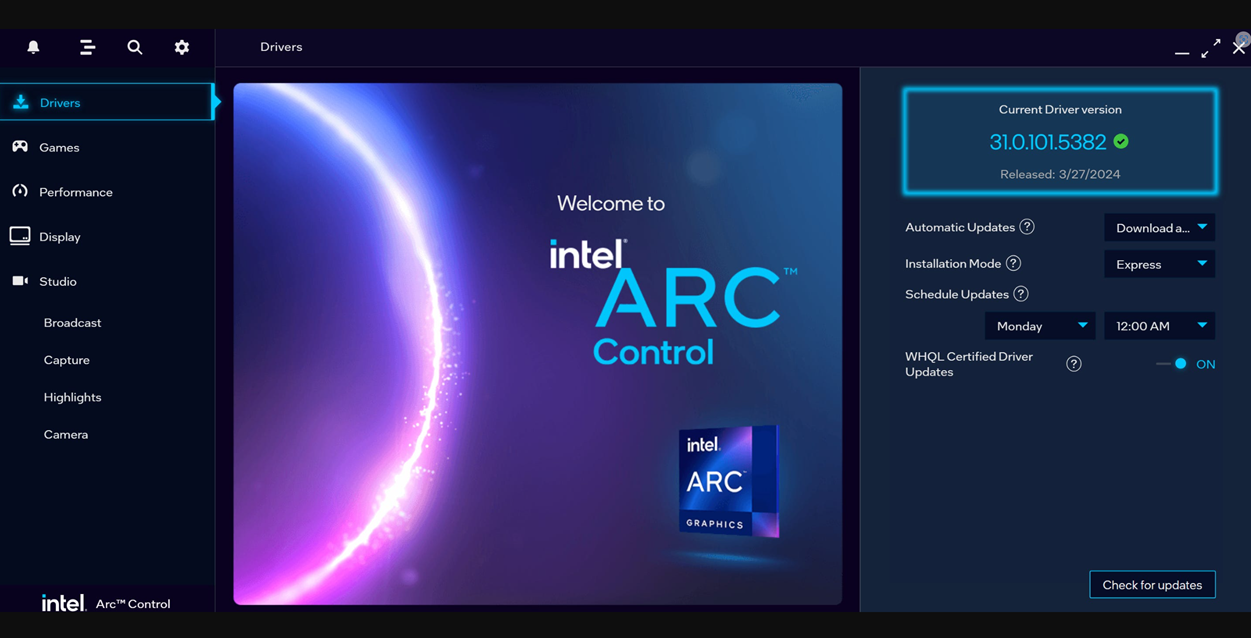 Drivers
Drivers
Games
Performance
Display
Studio
Broadcast
Capture
Highlights
Camera
intel. Arc™ Control
Welcome to
intel®
ARC™
Control
intel.
ARC™
GRAPHICS
Current Driver version
31.0.101.5382
Released: 3/27/2024
Automatic Updates ? Download a...
Installation Mode ? Express
Schedule Updates ?
Monday 12:00 AM
WHQL Certified Driver
Updates ? ON
Check for updates